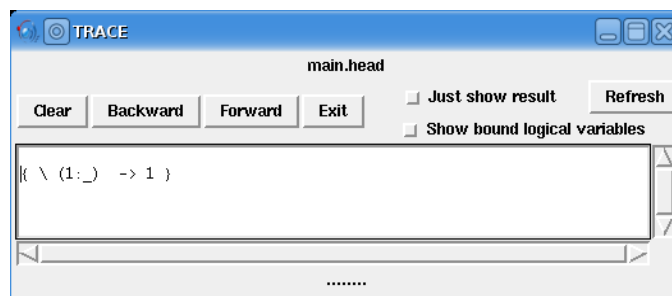 TRACE
main.head
Clear Backward Forward Exit Just show result Refresh
Show bound logical variables
{ \ (1:_)  -> 1 }
........